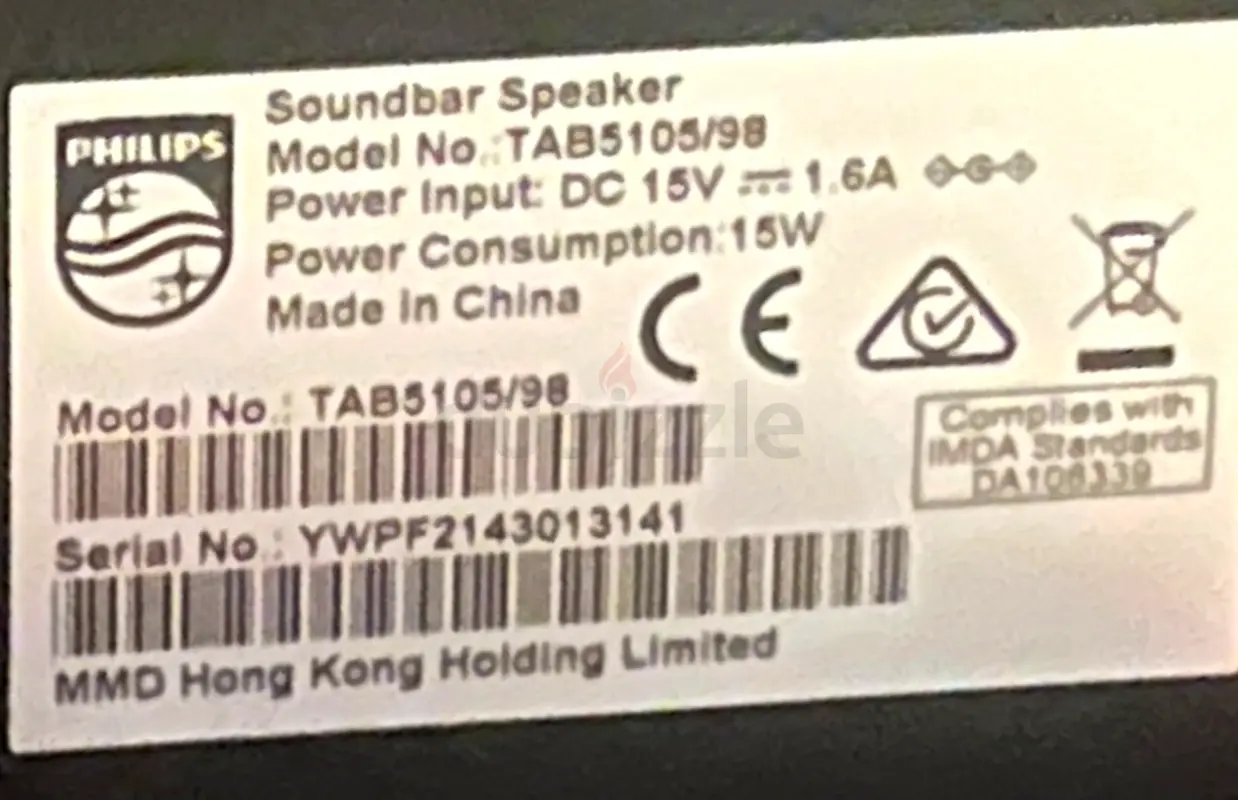 PHILIPS
Soundbar Speaker
Model No.:TAB5105/98
Power Input: DC 15V ⎓ 1.6A
Power Consumption:15W
Made in China
CE
Model No.: TAB5105/98
Complies with
IMDA Standards
DA106339
Serial No.: YWPF2143013141
MMD Hong Kong Holding Limited
dubizzle